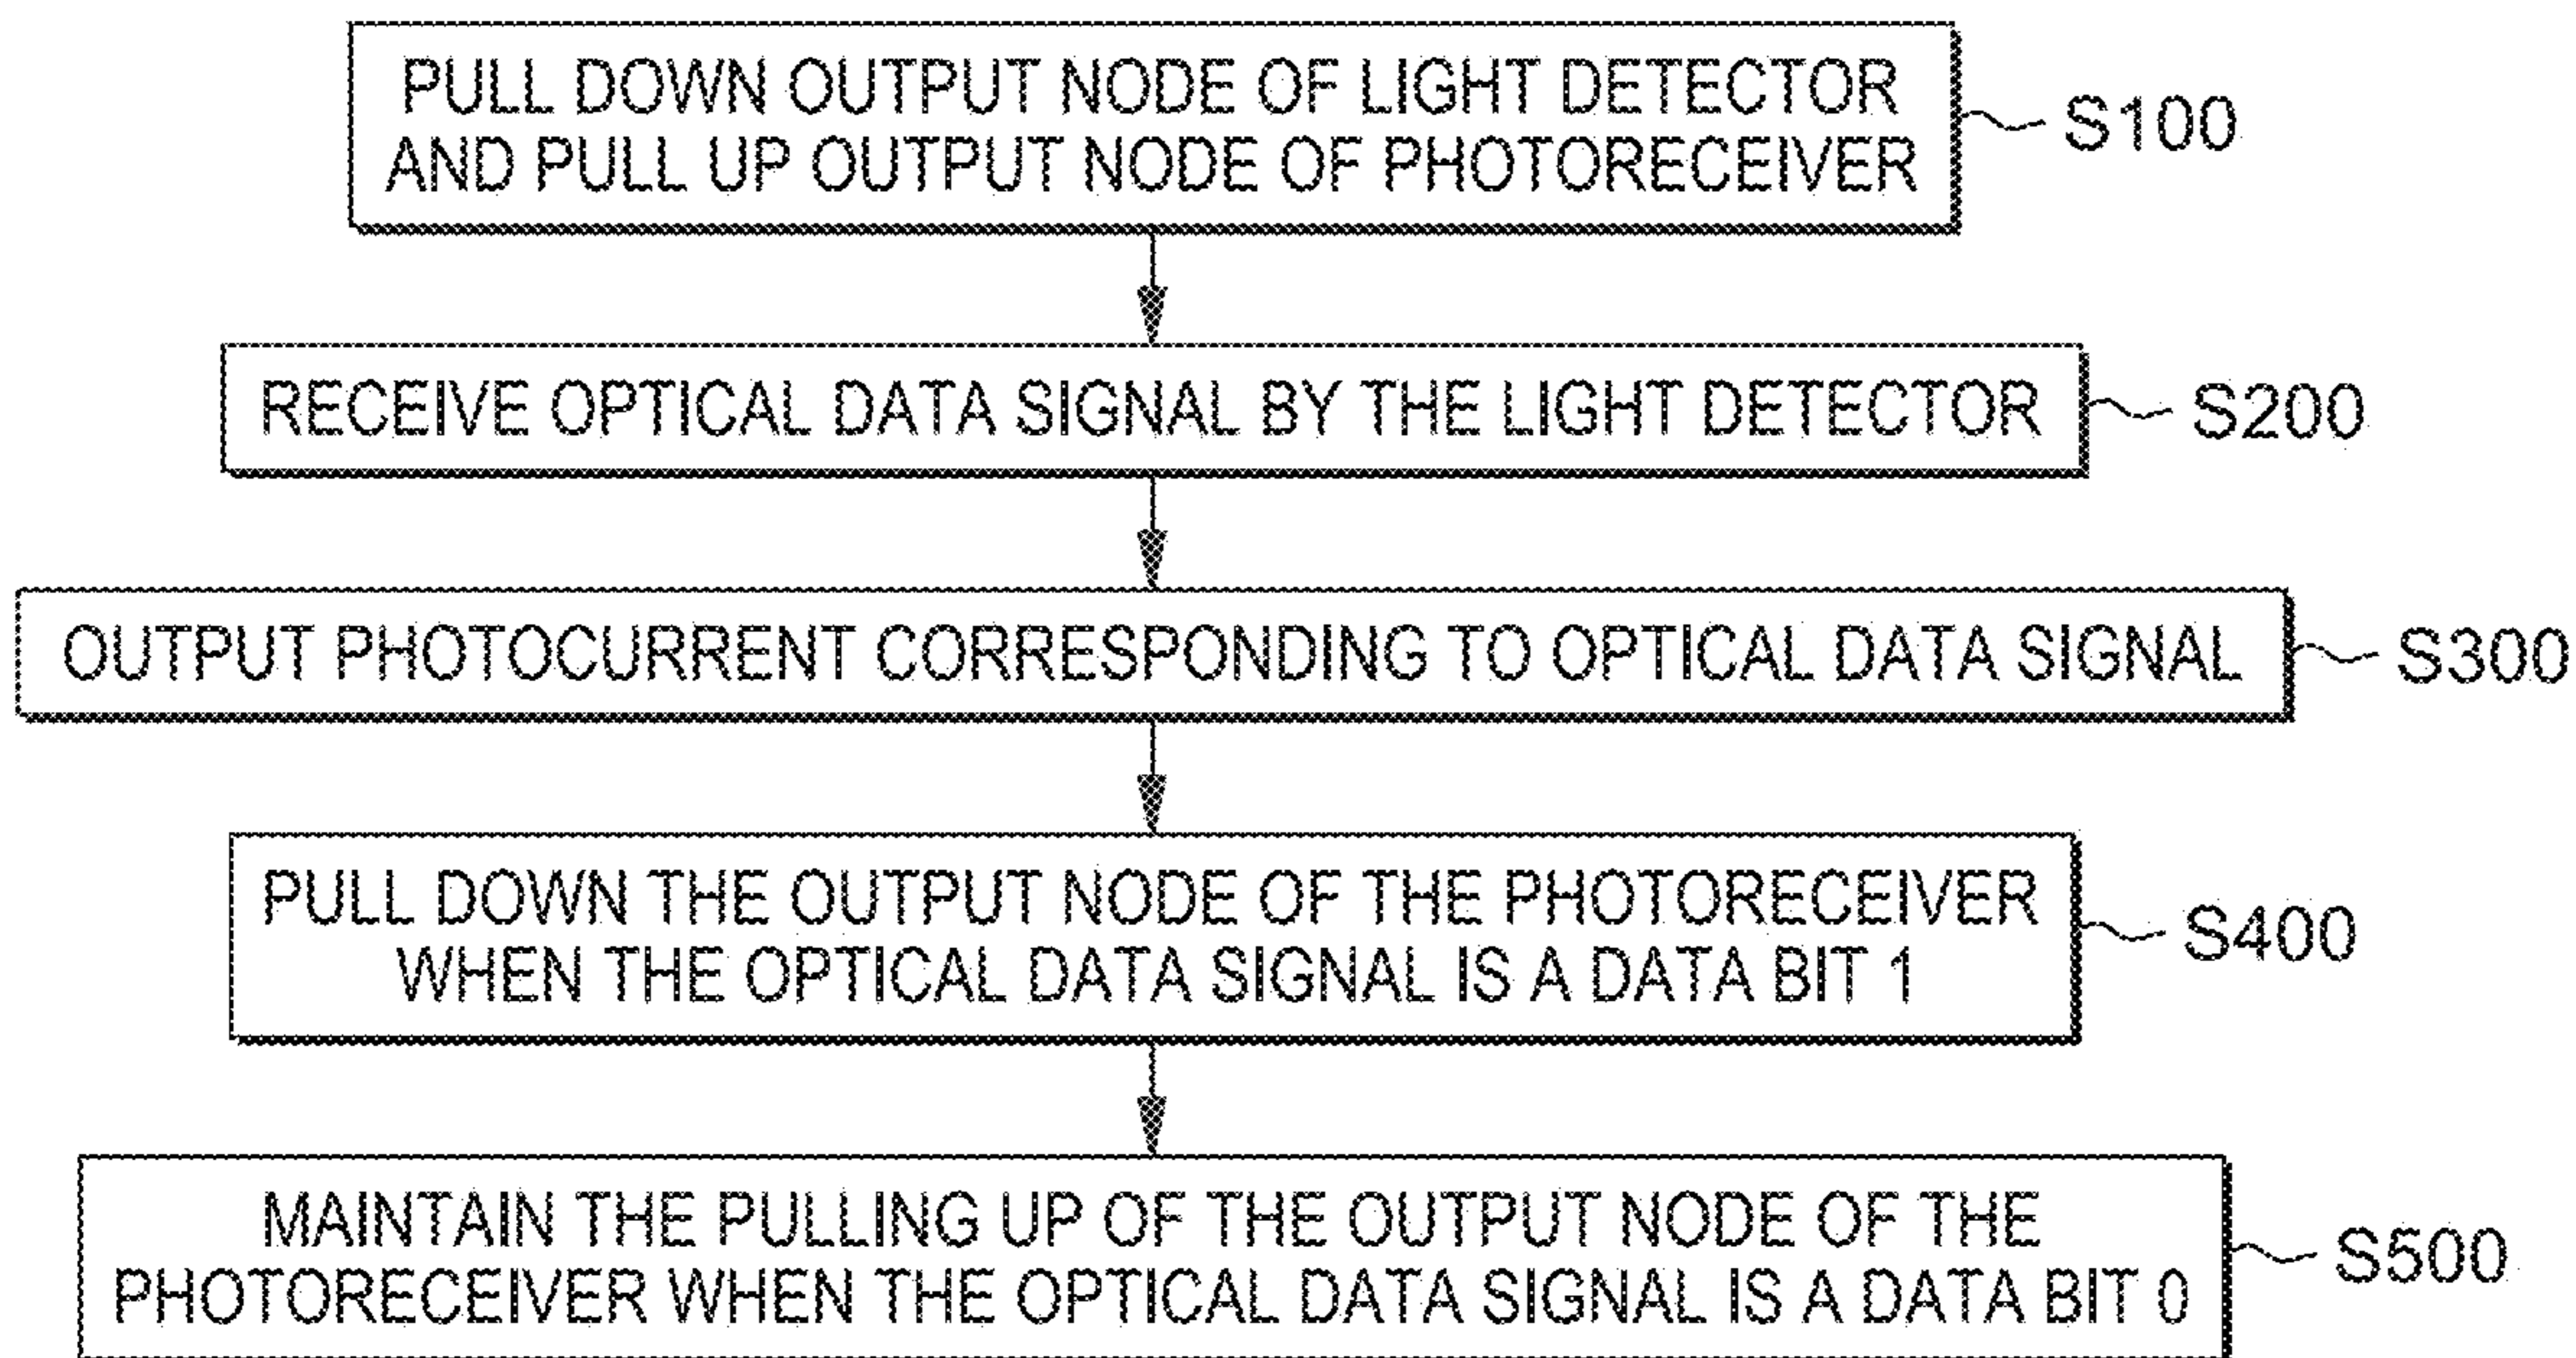 PULL DOWN OUTPUT NODE OF LIGHT DETECTOR
AND PULL UP OUTPUT NODE OF PHOTORECEIVER
S100
RECEIVE OPTICAL DATA SIGNAL BY THE LIGHT DETECTOR
S200
OUTPUT PHOTOCURRENT CORRESPONDING TO OPTICAL DATA SIGNAL
S300
PULL DOWN THE OUTPUT NODE OF THE PHOTORECEIVER
WHEN THE OPTICAL DATA SIGNAL IS A DATA BIT 1
S400
MAINTAIN THE PULLING UP OF THE OUTPUT NODE OF THE
PHOTORECEIVER WHEN THE OPTICAL DATA SIGNAL IS A DATA BIT 0
S500